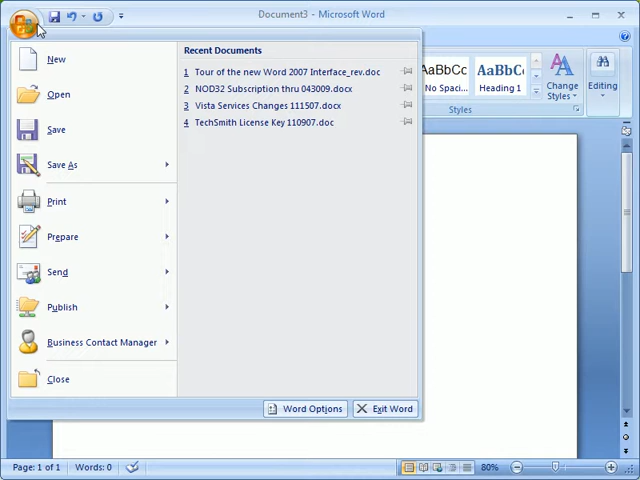 Document3 - Microsoft Word
New
Open
Save
Save As
Print
Prepare
Send
Publish
Business Contact Manager
Close
Recent Documents
1 Tour of the new Word 2007 Interface_rev.doc
2 NOD32 Subscription thru 043009.docx
3 Vista Services Changes 111507.docx
4 TechSmith License Key 110907.doc
Word Options
Exit Word
AaBbCc
No Spaci...
AaBbC
Heading 1
Change
Styles
Editing
Styles
Page: 1 of 1
Words: 0
80%